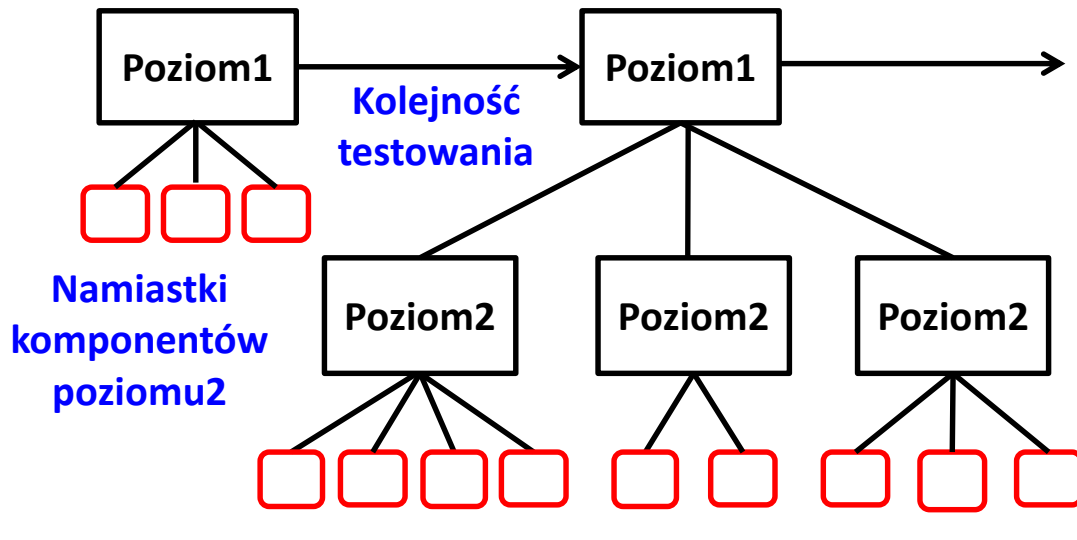 Poziom1
Poziom1
Kolejność
testowania
Namiastki
komponentów
poziomu2
Poziom2
Poziom2
Poziom2